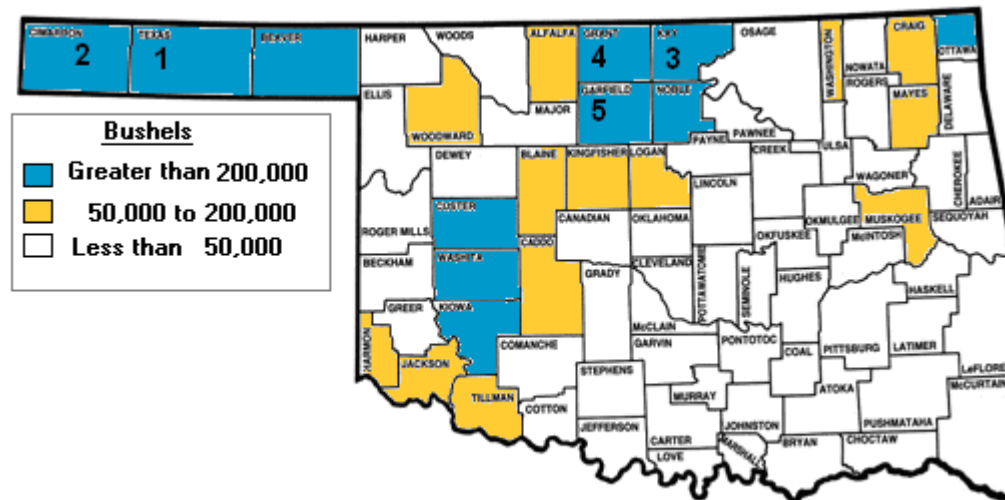 CIMARRON TEXAS BEAVER HARPER WOODS ALFALFA GRANT KAY OSAGE WASHINGTON NOWATA CRAIG OTTAWA
2 1 4 3
ELLIS WOODWARD MAJOR GARFIELD NOBLE PAWNEE ROGERS MAYES DELAWARE
5
Bushels
Greater than 200,000
50,000 to 200,000
Less than 50,000
DEWEY BLAINE KINGFISHER LOGAN PAYNE CREEK ULSA WAGONER CHEROKEE ADAIR
ROGER MILLS CUSTER CANADIAN OKLAHOMA LINCOLN OKFUSKEE OKMULGEE MUSKOGEE SEQUOYAH
BECKHAM WASHITA CADDO GRADY CLEVELAND POTTAWATOMIE SEMINOLE HUGHES McINTOSH HASKELL
GREER KIOWA McCLAIN PITTSBURG LATIMER LeFLORE
HARMON JACKSON COMANCHE GARVIN PONTOTOC COAL
TILLMAN COTTON STEPHENS MURRAY JOHNSTON ATOKA PUSHMATAHA McCURTAIN
JEFFERSON CARTER LOVE MARSHALL BRYAN CHOCTAW